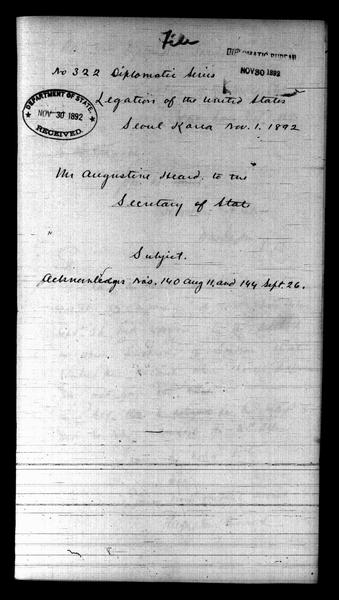 File
DIPLOMATIC BUREAU
NOV 30 1892
No 322 Diplomatic Series
DEPARTMENT OF STATE
NOV 30 1892
RECEIVED.
Legation of the United States
Seoul Korea Nov. 1. 1892
Mr Augustine Heard. to the
Secretary of State
"
Subject.
Acknowledges Nos. 140 Aug 11, and 144 Sept. 26.